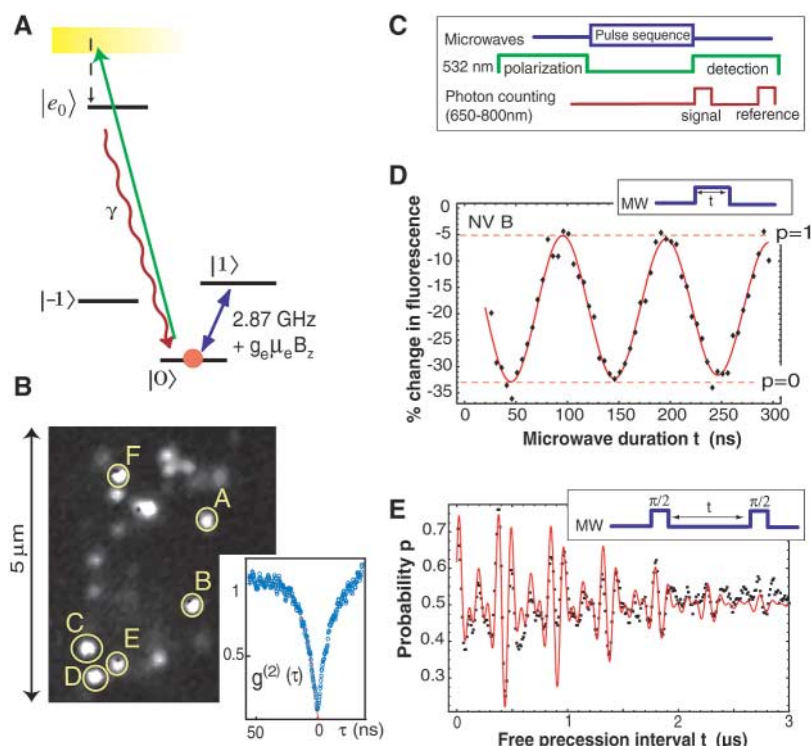 A
|e₀⟩
γ
|1⟩
|-1⟩
2.87 GHz
+ gₑμₑB_z
|0⟩
B
5 μm
F
A
B
C
E
D
1
0.5
g⁽²⁾ (τ)
50
0
τ (ns)
C
Microwaves
Pulse sequence
532 nm
polarization
detection
Photon counting
(650-800nm)
signal
reference
D
MW
t
NV B
p=1
p=0
% change in fluorescence
0
-5
-10
-15
-20
-25
-30
-35
0
50
100
150
200
250
300
Microwave duration t (ns)
E
MW
π/2
t
π/2
Probability p
0.7
0.6
0.5
0.4
0.3
0
1
2
3
Free precession interval t (μs)